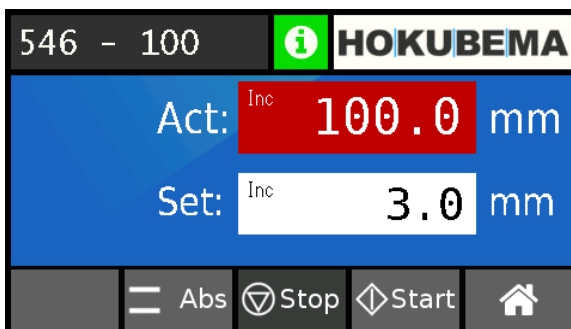 546 - 100 i HOKUBEMA
Act: Inc 100.0 mm
Set: Inc 3.0 mm
Abs Stop Start